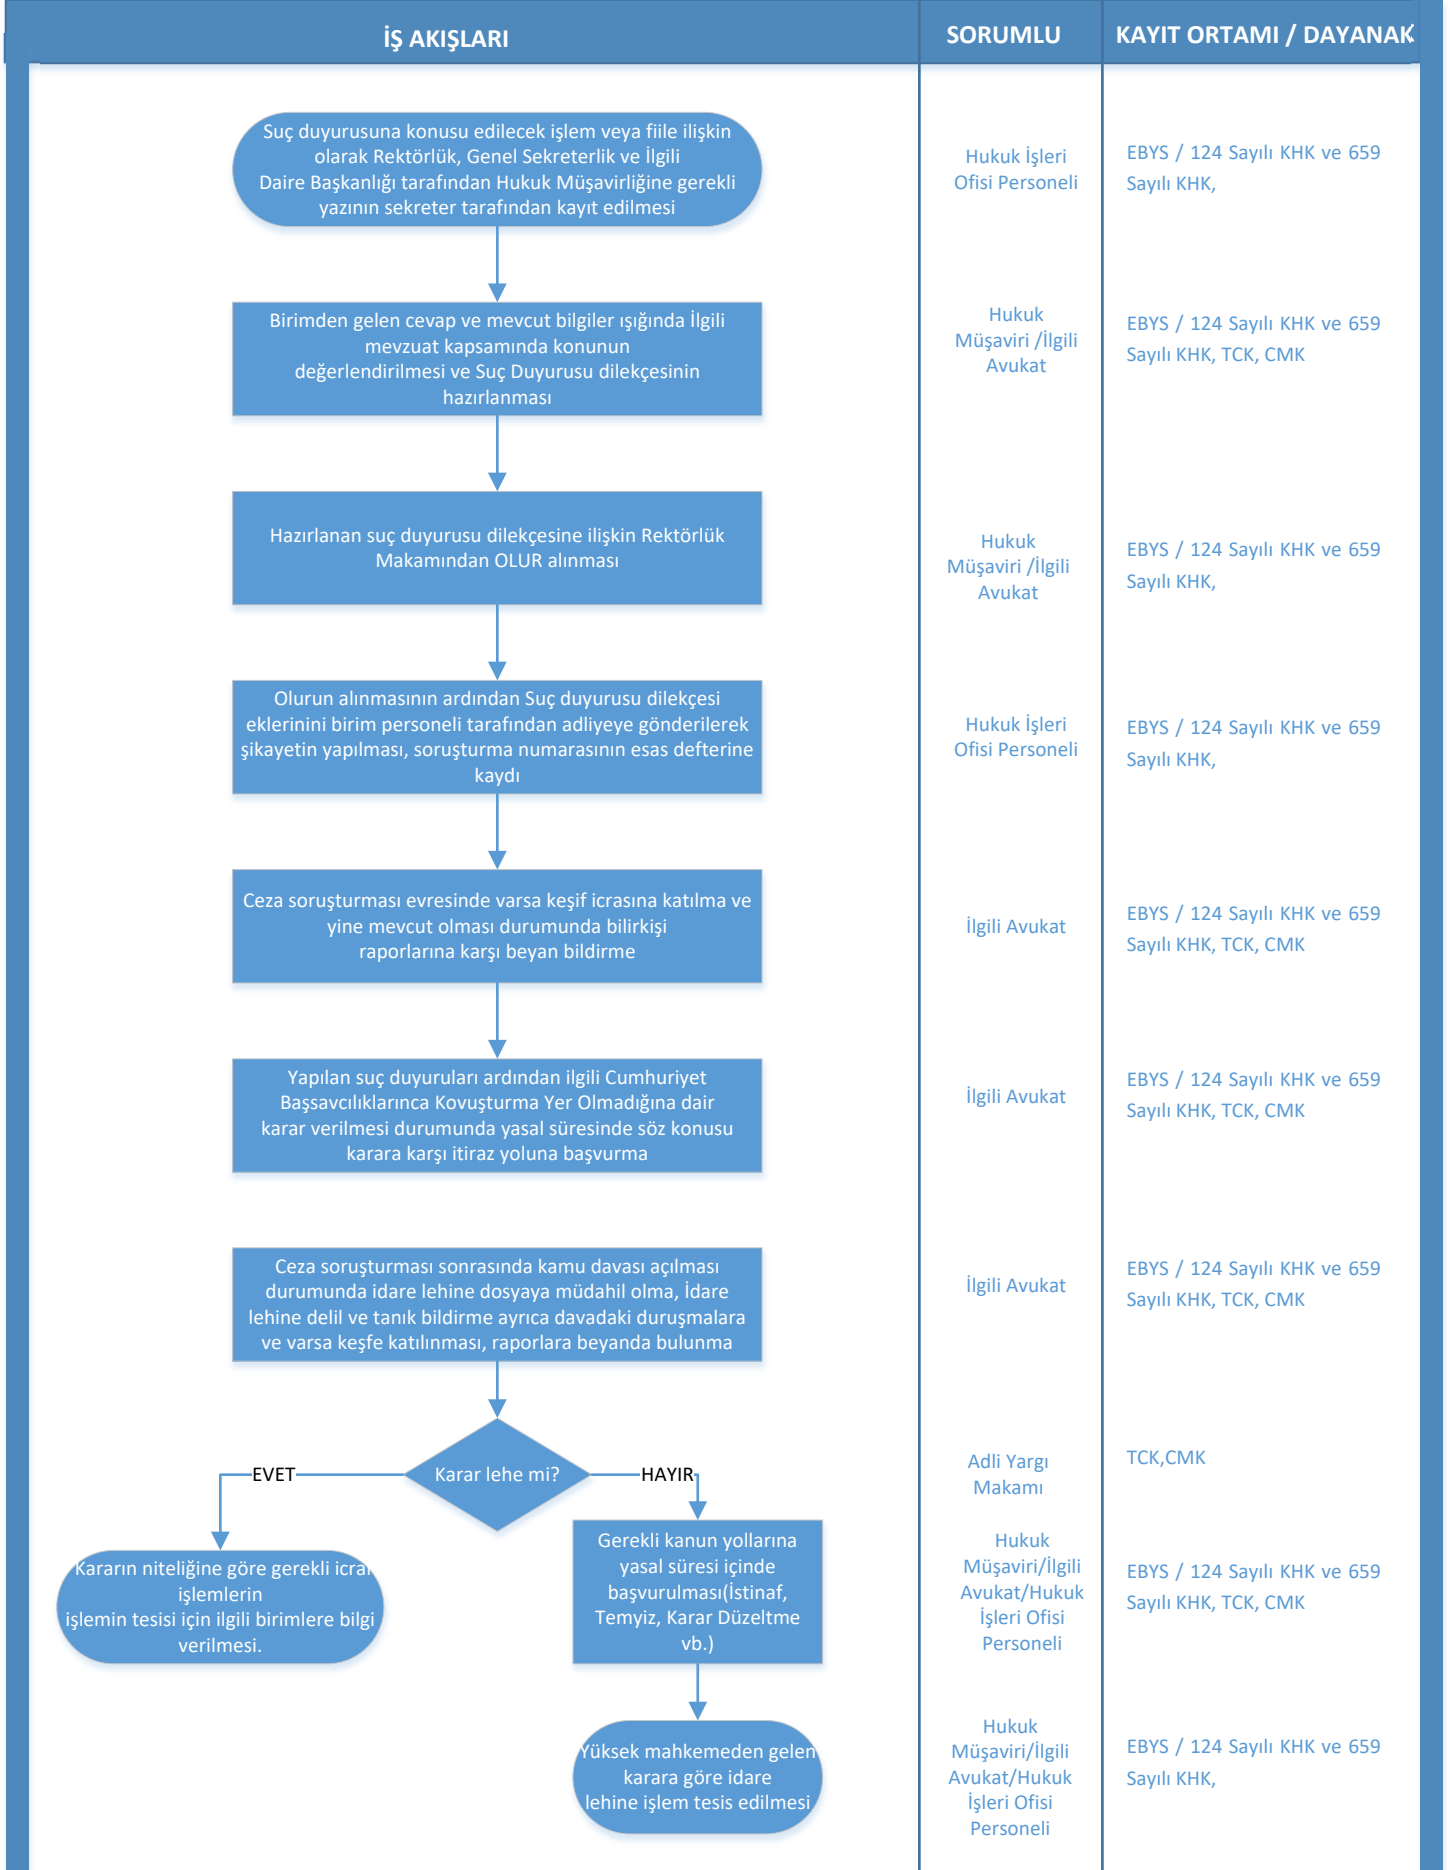 İŞ AKIŞLARI
SORUMLU
KAYIT ORTAMI / DAYANAK
Suç duyurusuna konusu edilecek işlem veya fiile ilişkin
olarak Rektörlük, Genel Sekreterlik ve İlgili
Daire Başkanlığı tarafından Hukuk Müşavirliğine gerekli
yazının sekreter tarafından kayıt edilmesi
Hukuk İşleri
Ofisi Personeli
EBYS / 124 Sayılı KHK ve 659
Sayılı KHK,
Birimden gelen cevap ve mevcut bilgiler ışığında İlgili
mevzuat kapsamında konunun
değerlendirilmesi ve Suç Duyurusu dilekçesinin
hazırlanması
Hukuk
Müşaviri /İlgili
Avukat
EBYS / 124 Sayılı KHK ve 659
Sayılı KHK, TCK, CMK
Hazırlanan suç duyurusu dilekçesine ilişkin Rektörlük
Makamından OLUR alınması
Hukuk
Müşaviri /İlgili
Avukat
EBYS / 124 Sayılı KHK ve 659
Sayılı KHK,
Olurun alınmasının ardından Suç duyurusu dilekçesi
eklerinini birim personeli tarafından adliyeye gönderilerek
şikayetin yapılması, soruşturma numarasının esas defterine
kaydı
Hukuk İşleri
Ofisi Personeli
EBYS / 124 Sayılı KHK ve 659
Sayılı KHK,
Ceza soruşturması evresinde varsa keşif icrasına katılma ve
yine mevcut olması durumunda bilirkişi
raporlarına karşı beyan bildirme
İlgili Avukat
EBYS / 124 Sayılı KHK ve 659
Sayılı KHK, TCK, CMK
Yapılan suç duyuruları ardından ilgili Cumhuriyet
Başsavcılıklarınca Kovuşturma Yer Olmadığına dair
karar verilmesi durumunda yasal süresinde söz konusu
karara karşı itiraz yoluna başvurma
İlgili Avukat
EBYS / 124 Sayılı KHK ve 659
Sayılı KHK, TCK, CMK
Ceza soruşturması sonrasında kamu davası açılması
durumunda idare lehine dosyaya müdahil olma, İdare
lehine delil ve tanık bildirme ayrıca davadaki duruşmalara
ve varsa keşfe katılınması, raporlara beyanda bulunma
İlgili Avukat
EBYS / 124 Sayılı KHK ve 659
Sayılı KHK, TCK, CMK
EVET
Karar lehe mi?
HAYIR
Adli Yargı
Makamı
TCK,CMK
Kararın niteliğine göre gerekli icrai
işlemlerin
işlemin tesisi için ilgili birimlere bilgi
verilmesi.
Gerekli kanun yollarına
yasal süresi içinde
başvurulması(İstinaf,
Temyiz, Karar Düzeltme
vb.)
Hukuk
Müşaviri/İlgili
Avukat/Hukuk
İşleri Ofisi
Personeli
EBYS / 124 Sayılı KHK ve 659
Sayılı KHK, TCK, CMK
Yüksek mahkemeden gelen
karara göre idare
lehine işlem tesis edilmesi
Hukuk
Müşaviri/İlgili
Avukat/Hukuk
İşleri Ofisi
Personeli
EBYS / 124 Sayılı KHK ve 659
Sayılı KHK,